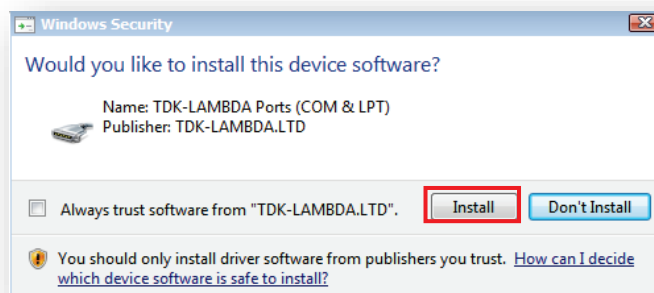 Windows Security
Would you like to install this device software?
Name: TDK-LAMBDA Ports (COM & LPT)
Publisher: TDK-LAMBDA.LTD
Always trust software from "TDK-LAMBDA.LTD".
Install
Don't Install
You should only install driver software from publishers you trust. How can I decide
which device software is safe to install?